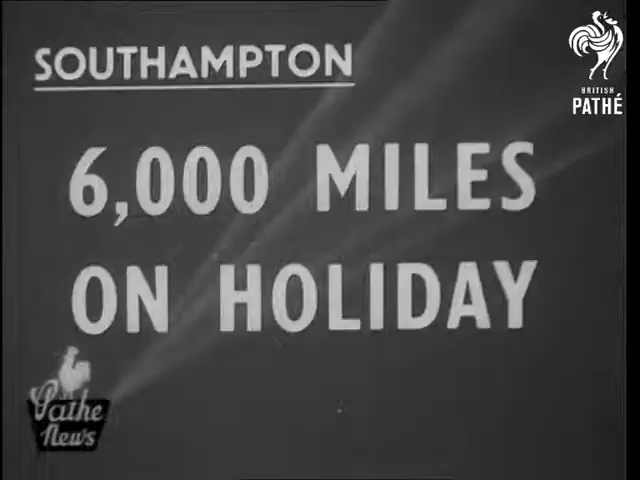 SOUTHAMPTON
BRITISH
PATHÉ
6,000 MILES
ON HOLIDAY
Pathe
News